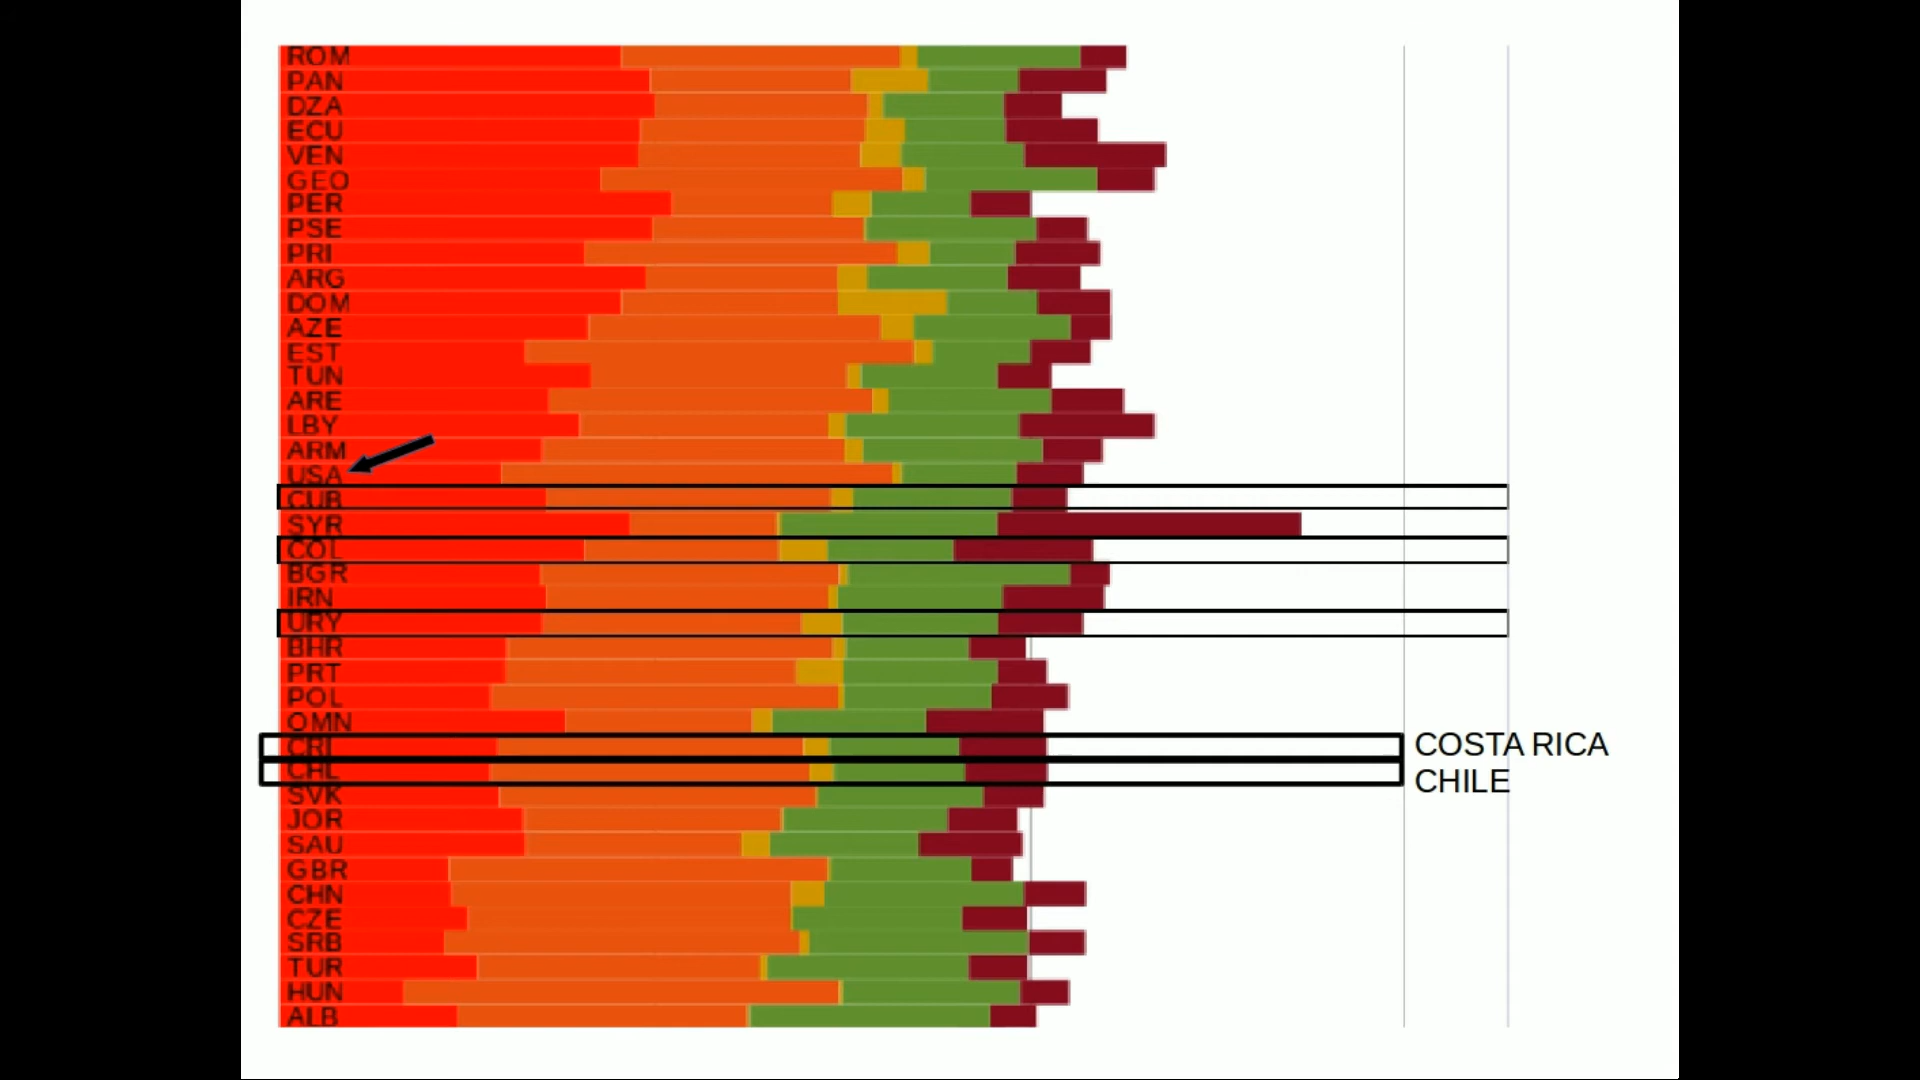 ROM
PAN
DZA
ECU
VEN
GEO
PER
PSE
PRI
ARG
DOM
AZE
EST
TUN
ARE
LBY
ARM
USA
CUB
SYR
COL
BGR
IRN
URY
BHR
PRT
POL
OMN
CRI COSTA RICA
CHL CHILE
SVK
JOR
SAU
GBR
CHN
CZE
SRB
TUR
HUN
ALB